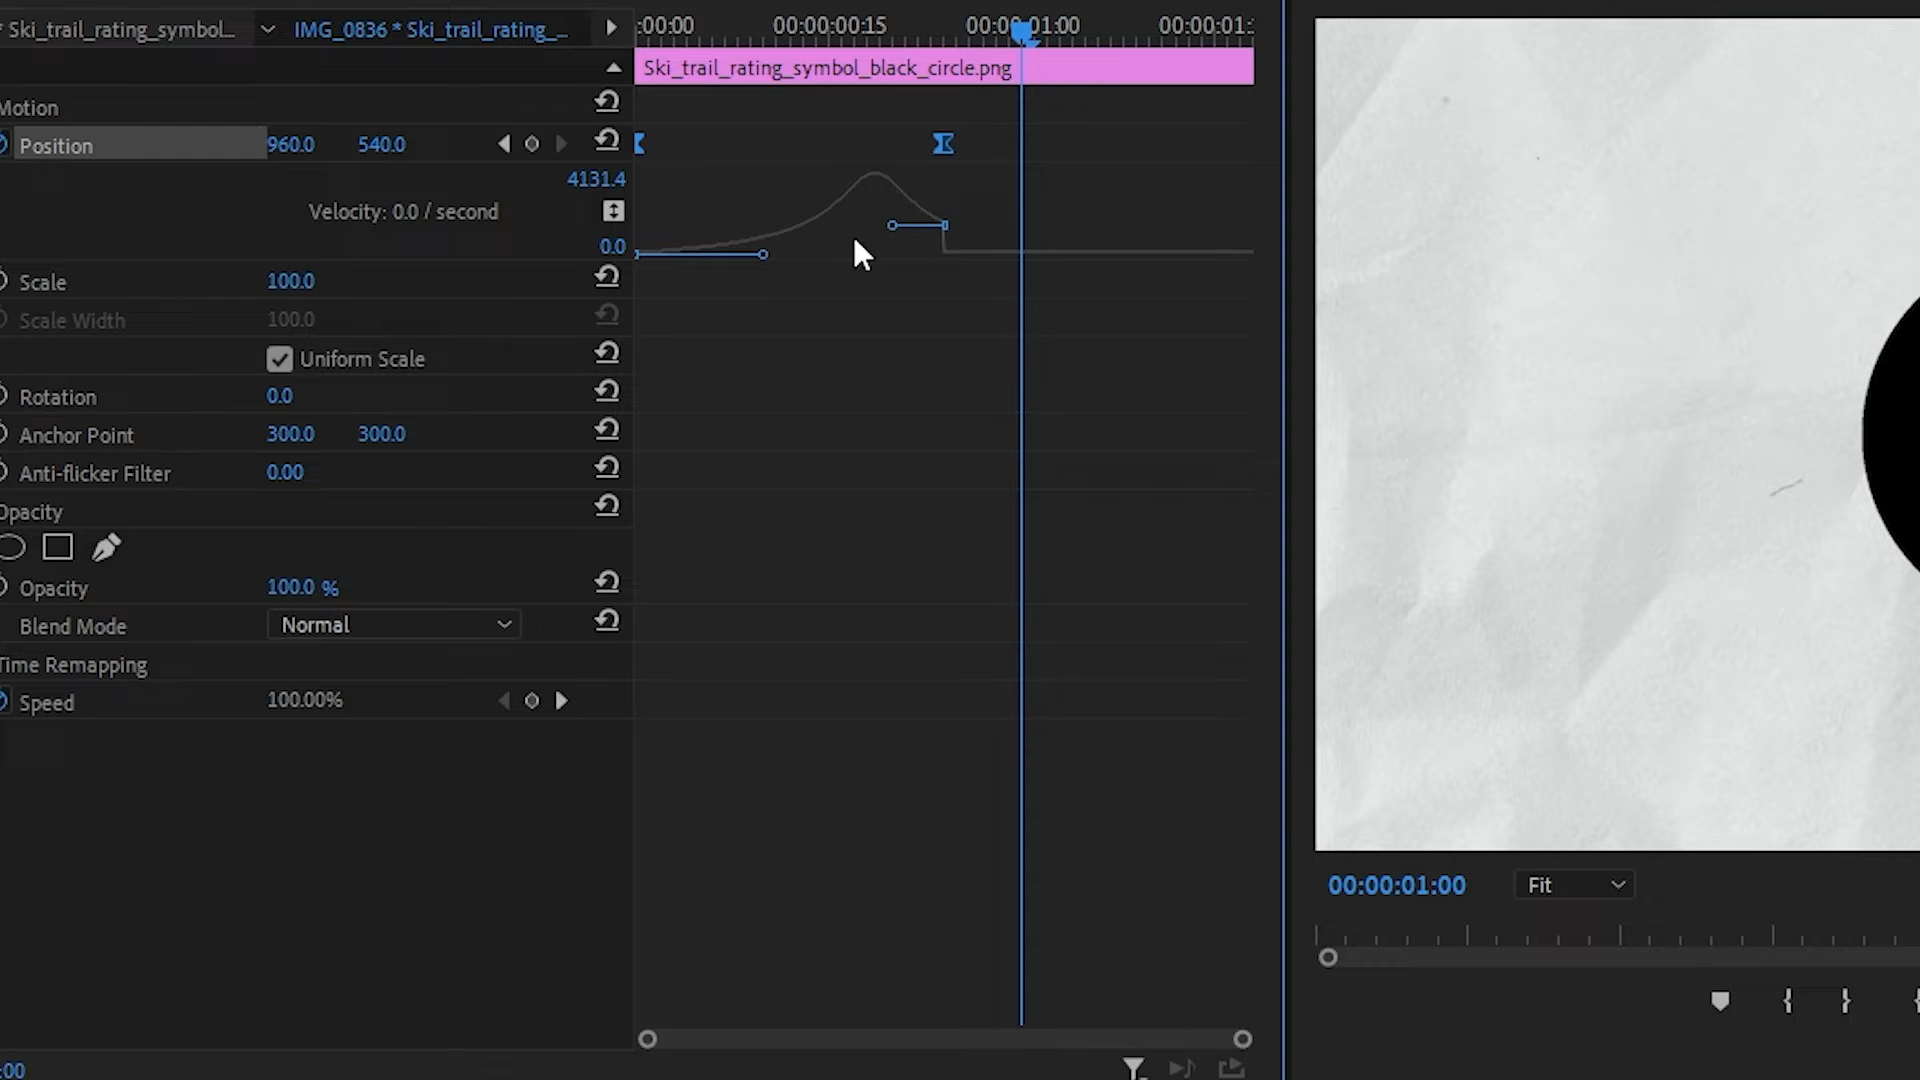 * Ski_trail_rating_symbol... IMG_0836 * Ski_trail_rating_... :00:00 00:00:00:15 00:00:01:00 00:00:01:
Ski_trail_rating_symbol_black_circle.png
Motion
Position 960.0 540.0
4131.4
Velocity: 0.0 / second
0.0
Scale 100.0
Scale Width 100.0
Uniform Scale
Rotation 0.0
Anchor Point 300.0 300.0
Anti-flicker Filter 0.00
Opacity
Opacity 100.0 %
Blend Mode Normal
Time Remapping
Speed 100.00%
00:00:01:00 Fit
:00